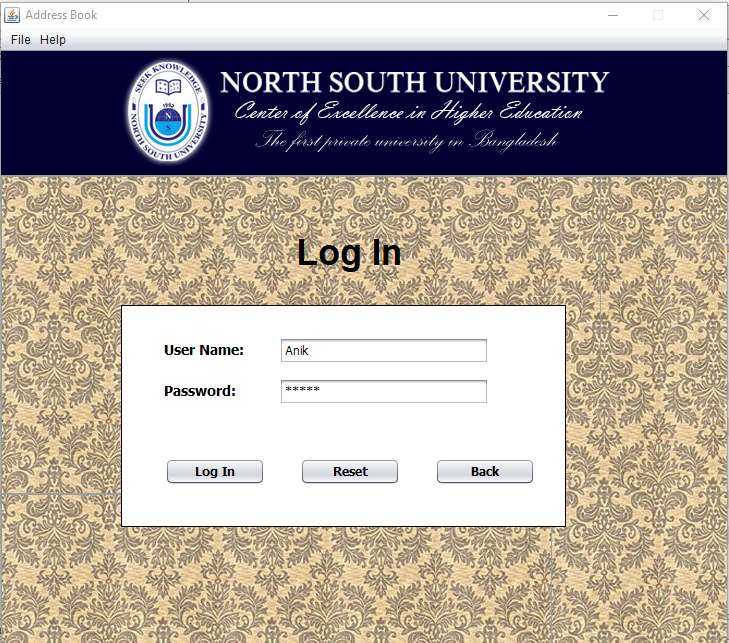 Address Book
File Help
SEEK KNOWLEDGE
1992
N S
NORTH SOUTH UNIVERSITY
NORTH SOUTH UNIVERSITY
Center of Excellence in Higher Education
The first private university in Bangladesh
Log In
User Name: Anik
Password: *****
Log In Reset Back